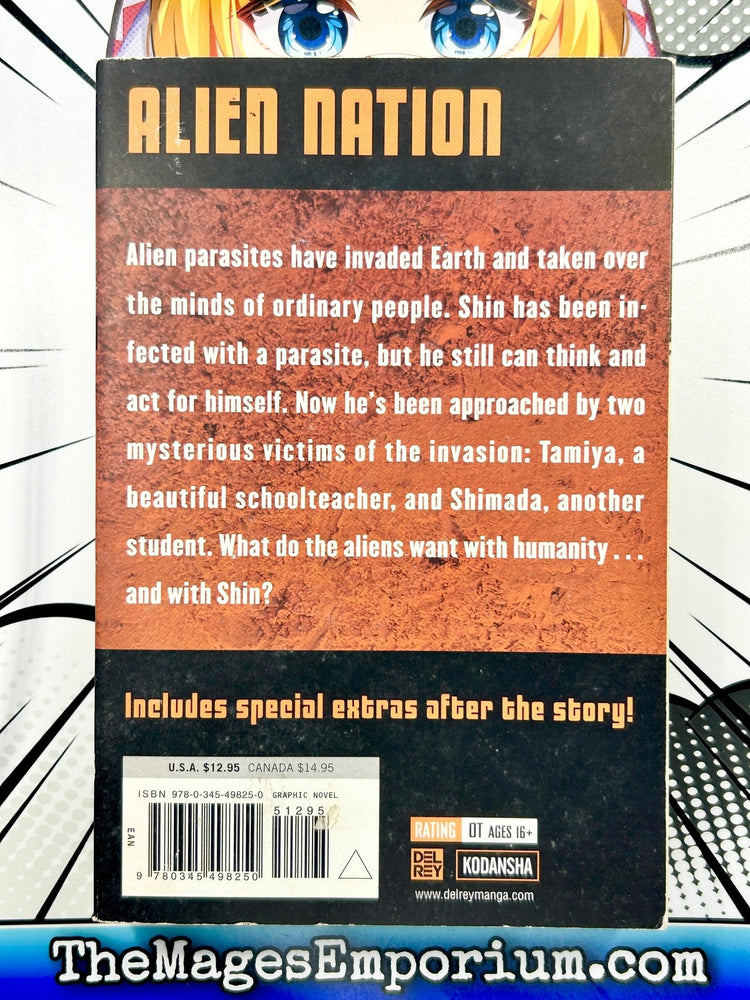 ALIEN NATION
Alien parasites have invaded Earth and taken over
the minds of ordinary people. Shin has been in-
fected with a parasite, but he still can think and
act for himself. Now he's been approached by two
mysterious victims of the invasion: Tamiya, a
beautiful schoolteacher, and Shimada, another
student. What do the aliens want with humanity . . .
and with Shin?
Includes special extras after the story!
U.S.A. $12.95 CANADA $14.95
ISBN 978-0-345-49825-0 GRAPHIC NOVEL
51295
EAN
9 780345 498250
RATING OT AGES 16+
DEL
REY
KODANSHA
www.delreymanga.com
TheMagesEmporium.com